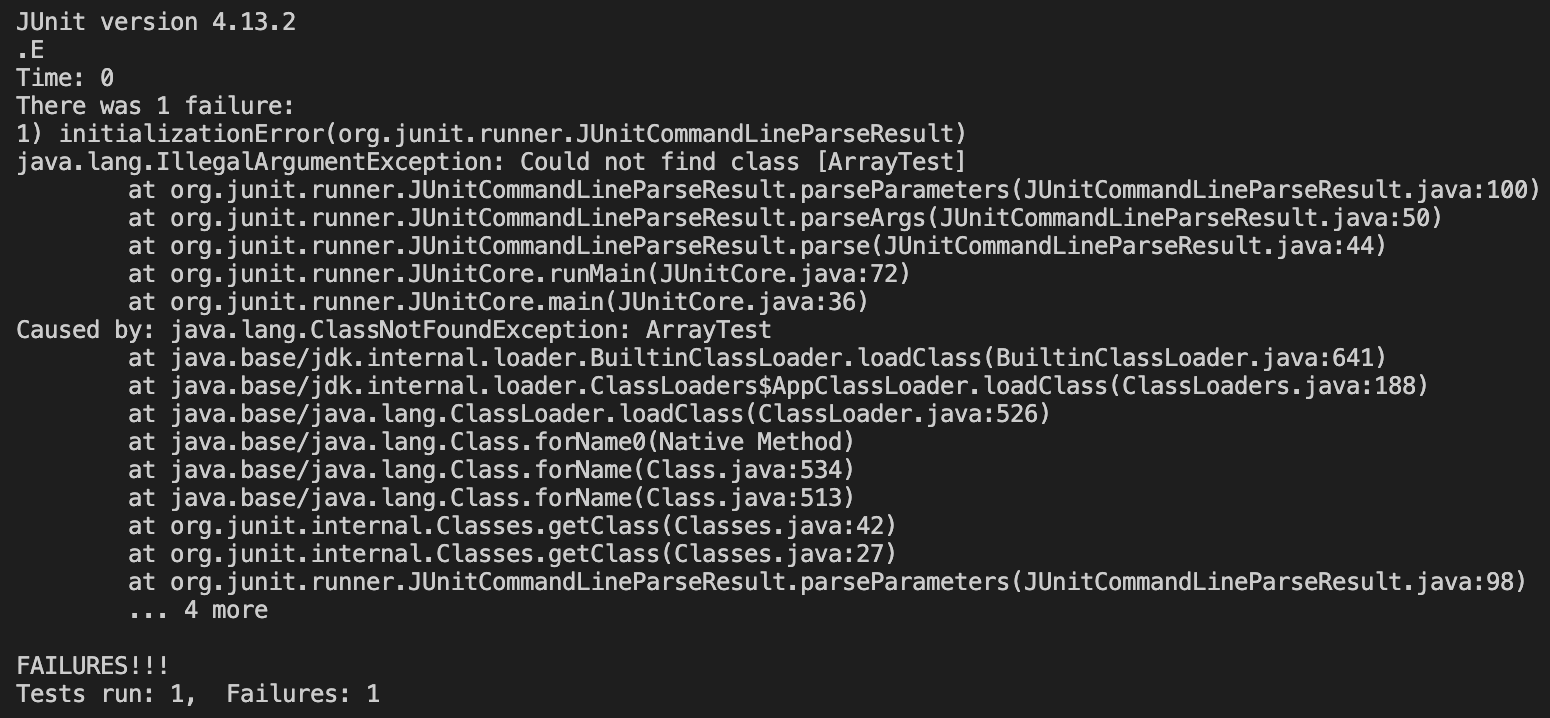 JUnit version 4.13.2
.E
Time: 0
There was 1 failure:
1) initializationError(org.junit.runner.JUnitCommandLineParseResult)
java.lang.IllegalArgumentException: Could not find class [ArrayTest]
        at org.junit.runner.JUnitCommandLineParseResult.parseParameters(JUnitCommandLineParseResult.java:100)
        at org.junit.runner.JUnitCommandLineParseResult.parseArgs(JUnitCommandLineParseResult.java:50)
        at org.junit.runner.JUnitCommandLineParseResult.parse(JUnitCommandLineParseResult.java:44)
        at org.junit.runner.JUnitCore.runMain(JUnitCore.java:72)
        at org.junit.runner.JUnitCore.main(JUnitCore.java:36)
Caused by: java.lang.ClassNotFoundException: ArrayTest
        at java.base/jdk.internal.loader.BuiltinClassLoader.loadClass(BuiltinClassLoader.java:641)
        at java.base/jdk.internal.loader.ClassLoaders$AppClassLoader.loadClass(ClassLoaders.java:188)
        at java.base/java.lang.ClassLoader.loadClass(ClassLoader.java:526)
        at java.base/java.lang.Class.forName0(Native Method)
        at java.base/java.lang.Class.forName(Class.java:534)
        at java.base/java.lang.Class.forName(Class.java:513)
        at org.junit.internal.Classes.getClass(Classes.java:42)
        at org.junit.internal.Classes.getClass(Classes.java:27)
        at org.junit.runner.JUnitCommandLineParseResult.parseParameters(JUnitCommandLineParseResult.java:98)
        ... 4 more

FAILURES!!!
Tests run: 1,  Failures: 1